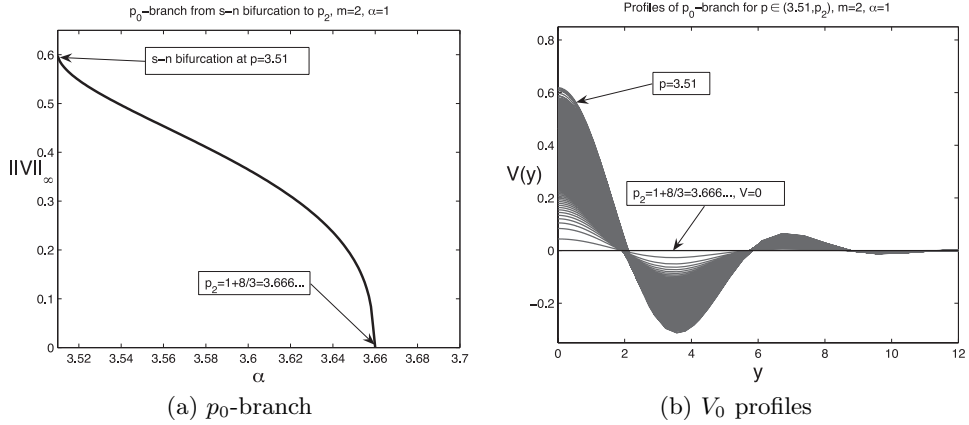 p₀-branch from s-n bifurcation to p₂, m=2, α=1
0.6
0.5
0.4
0.3
0.2
0.1
0
||V||∞
s-n bifurcation at p=3.51
p₂=1+8/3=3.666...
3.52
3.54
3.56
3.58
3.6
3.62
3.64
3.66
3.68
3.7
α
(a) p₀-branch
Profiles of p₀-branch for p ∈ (3.51,p₂), m=2, α=1
0.8
0.6
0.4
0.2
0
-0.2
V(y)
p=3.51
p₂=1+8/3=3.666..., V=0
0
2
4
6
8
10
12
y
(b) V₀ profiles